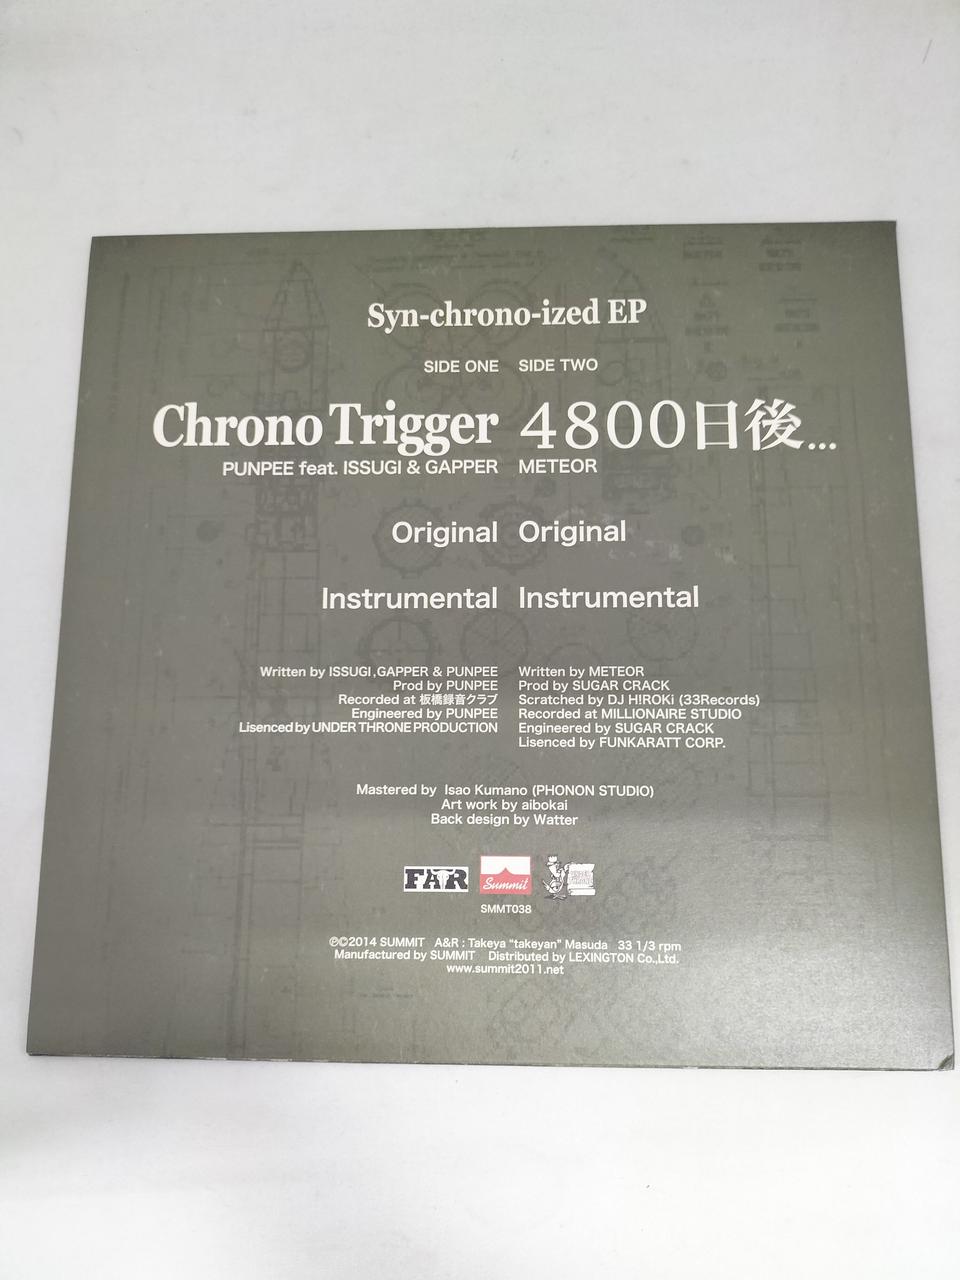 Syn-chrono-ized EP
SIDE ONE
Chrono Trigger
PUNPEE feat. ISSUGI & GAPPER
Original
Instrumental
Written by ISSUGI,GAPPER & PUNPEE
Prod by PUNPEE
Recorded at 板橋録音クラブ
Engineered by PUNPEE
Lisenced by UNDER THRONE PRODUCTION
SIDE TWO
4800日後...
METEOR
Original
Instrumental
Written by METEOR
Prod by SUGAR CRACK
Scratched by DJ H!ROKi (33Records)
Recorded at MILLIONAIRE STUDIO
Engineered by SUGAR CRACK
Lisenced by FUNKARATT CORP.
Mastered by Isao Kumano (PHONON STUDIO)
Art work by aibokai
Back design by Watter
FAR
Summit
SMMT038
℗©2014 SUMMIT A&R : Takeya "takeyan" Masuda 33 1/3 rpm
Manufactured by SUMMIT Distributed by LEXINGTON Co.,Ltd.
www.summit2011.net